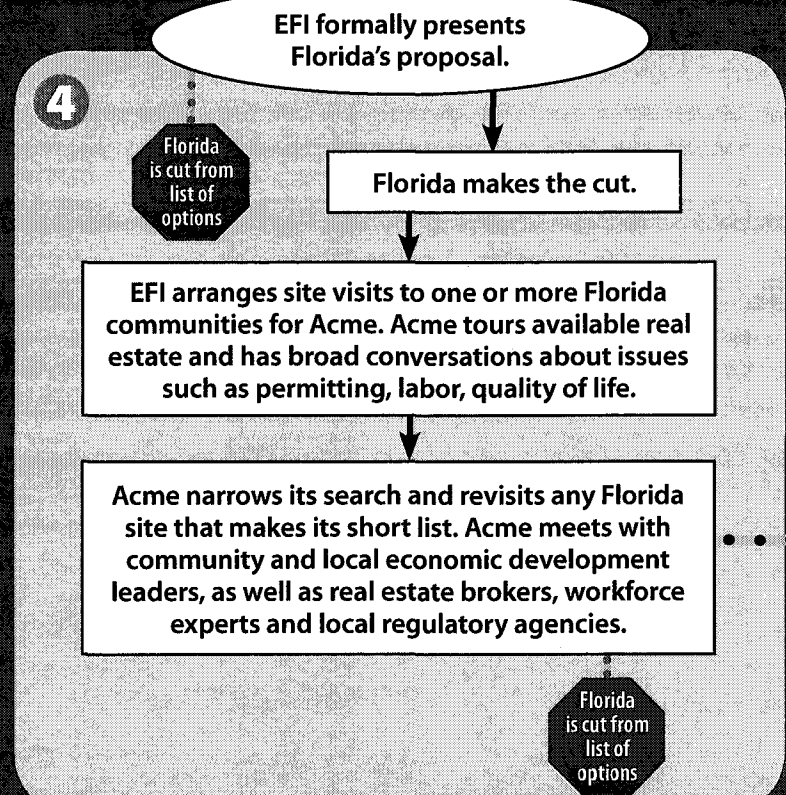 EFI formally presents
Florida's proposal.
4
Florida
is cut from
list of
options
Florida makes the cut.
EFI arranges site visits to one or more Florida
communities for Acme. Acme tours available real
estate and has broad conversations about issues
such as permitting, labor, quality of life.
Acme narrows its search and revisits any Florida
site that makes its short list. Acme meets with
community and local economic development
leaders, as well as real estate brokers, workforce
experts and local regulatory agencies.
Florida
is cut from
list of
options